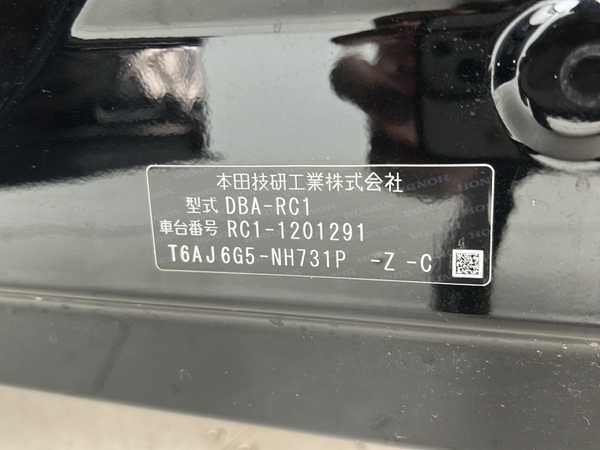 本田技研工業株式会社
型式 DBA-RC1
車台番号 RC1-1201291
T6AJ6G5-NH731P -Z -C